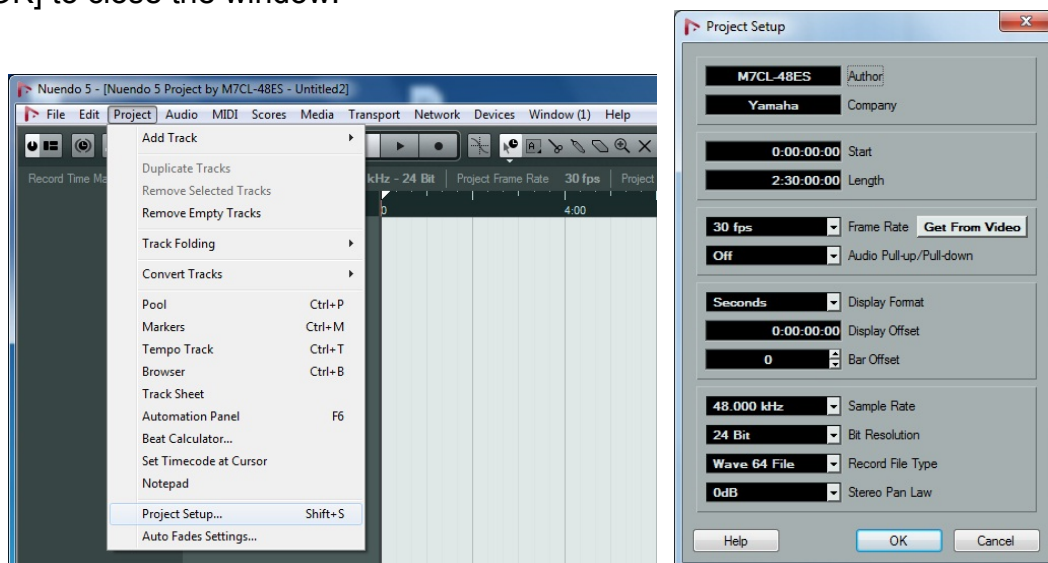 OK] to close the window.
Nuendo 5 - [Nuendo 5 Project by M7CL-48ES - Untitled2]
File Edit Project Audio MIDI Scores Media Transport Network Devices Window (1) Help
Record Time Ma
kHz - 24 Bit Project Frame Rate 30 fps Project
0 4:00
Add Track
Duplicate Tracks
Remove Selected Tracks
Remove Empty Tracks
Track Folding
Convert Tracks
Pool Ctrl+P
Markers Ctrl+M
Tempo Track Ctrl+T
Browser Ctrl+B
Track Sheet
Automation Panel F6
Beat Calculator...
Set Timecode at Cursor
Notepad
Project Setup... Shift+S
Auto Fades Settings...
Project Setup
M7CL-48ES Author
Yamaha Company
0:00:00:00 Start
2:30:00:00 Length
30 fps Frame Rate Get From Video
Off Audio Pull-up/Pull-down
Seconds Display Format
0:00:00:00 Display Offset
0 Bar Offset
48.000 kHz Sample Rate
24 Bit Bit Resolution
Wave 64 File Record File Type
0dB Stereo Pan Law
Help OK Cancel